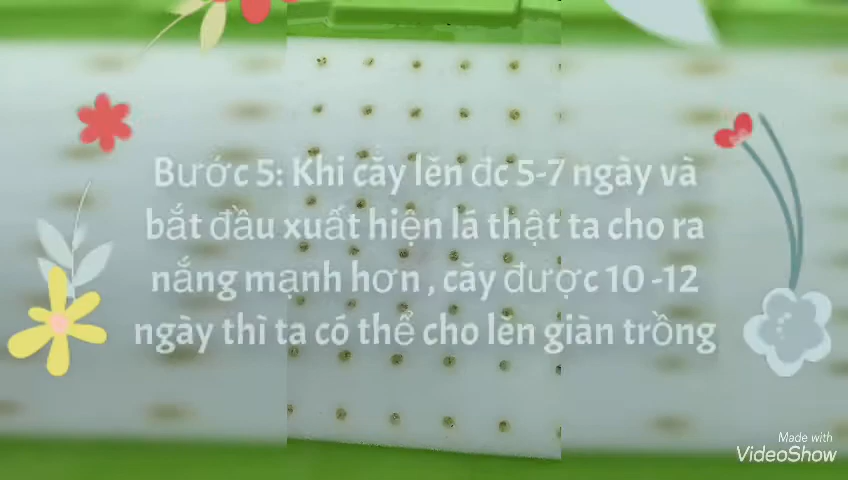 Bước 5: Khi cây lên đc 5-7 ngày và
bắt đầu xuất hiện lá thật ta cho ra
nắng mạnh hơn , cây được 10 -12
ngày thì ta có thể cho lên giàn trồng
Made with
VideoShow